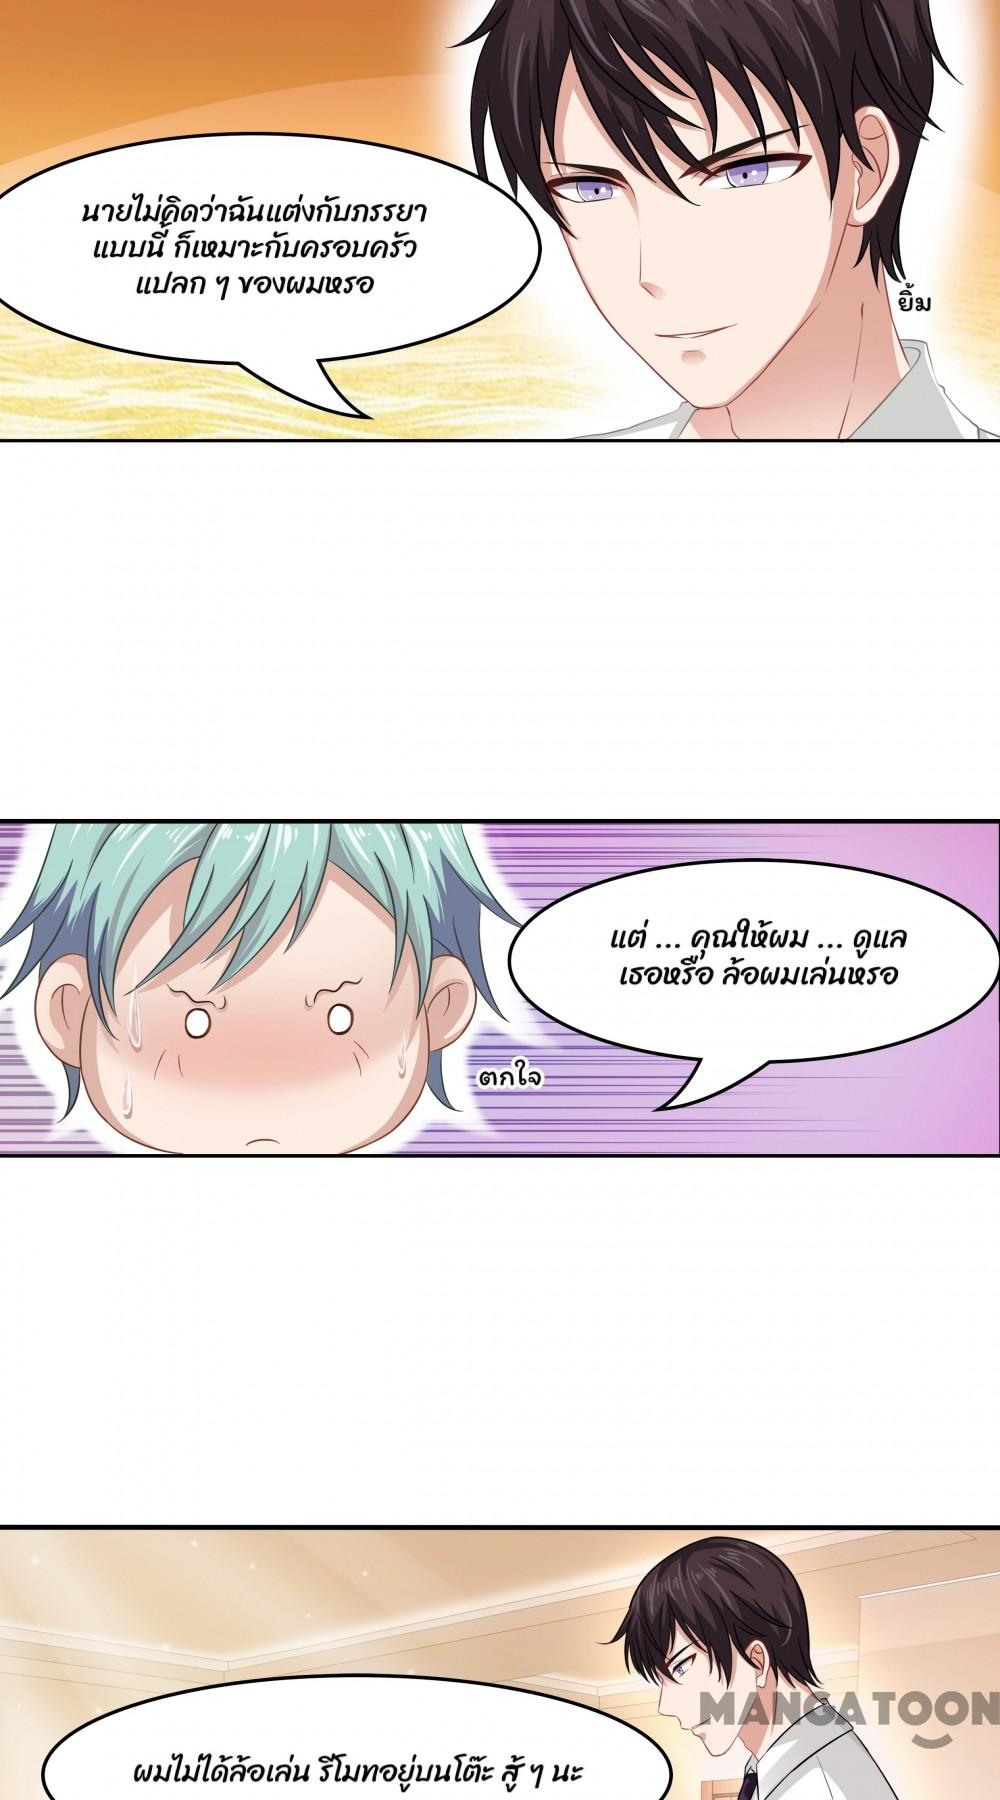 นายไม่คิดว่าฉันแต่งกับภรรยา
แบบนี้ ก็เหมาะกับครอบครัว
แปลก ๆ ของผมหรอ
ยิ้ม
แต่ ... คุณให้ผม ... ดูแล
เธอหรือ ล้อผมเล่นหรอ
ตกใจ
MANGATOON
ผมไม่ได้ล้อเล่น รีโมทอยู่บนโต๊ะ สู้ ๆ นะ